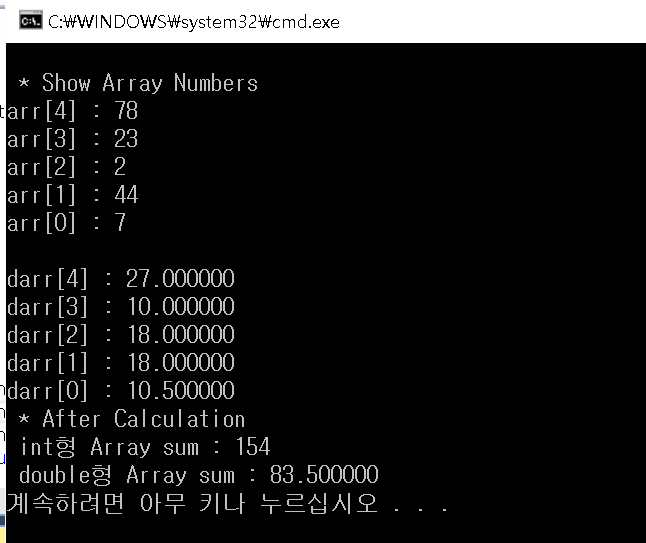 C:₩WINDOWS₩system32₩cmd.exe
* Show Array Numbers
arr[4] : 78
arr[3] : 23
arr[2] : 2
arr[1] : 44
arr[0] : 7
darr[4] : 27.000000
darr[3] : 10.000000
darr[2] : 18.000000
darr[1] : 18.000000
darr[0] : 10.500000
* After Calculation
int형 Array sum : 154
double형 Array sum : 83.500000
계속하려면 아무 키나 누르십시오 . . .